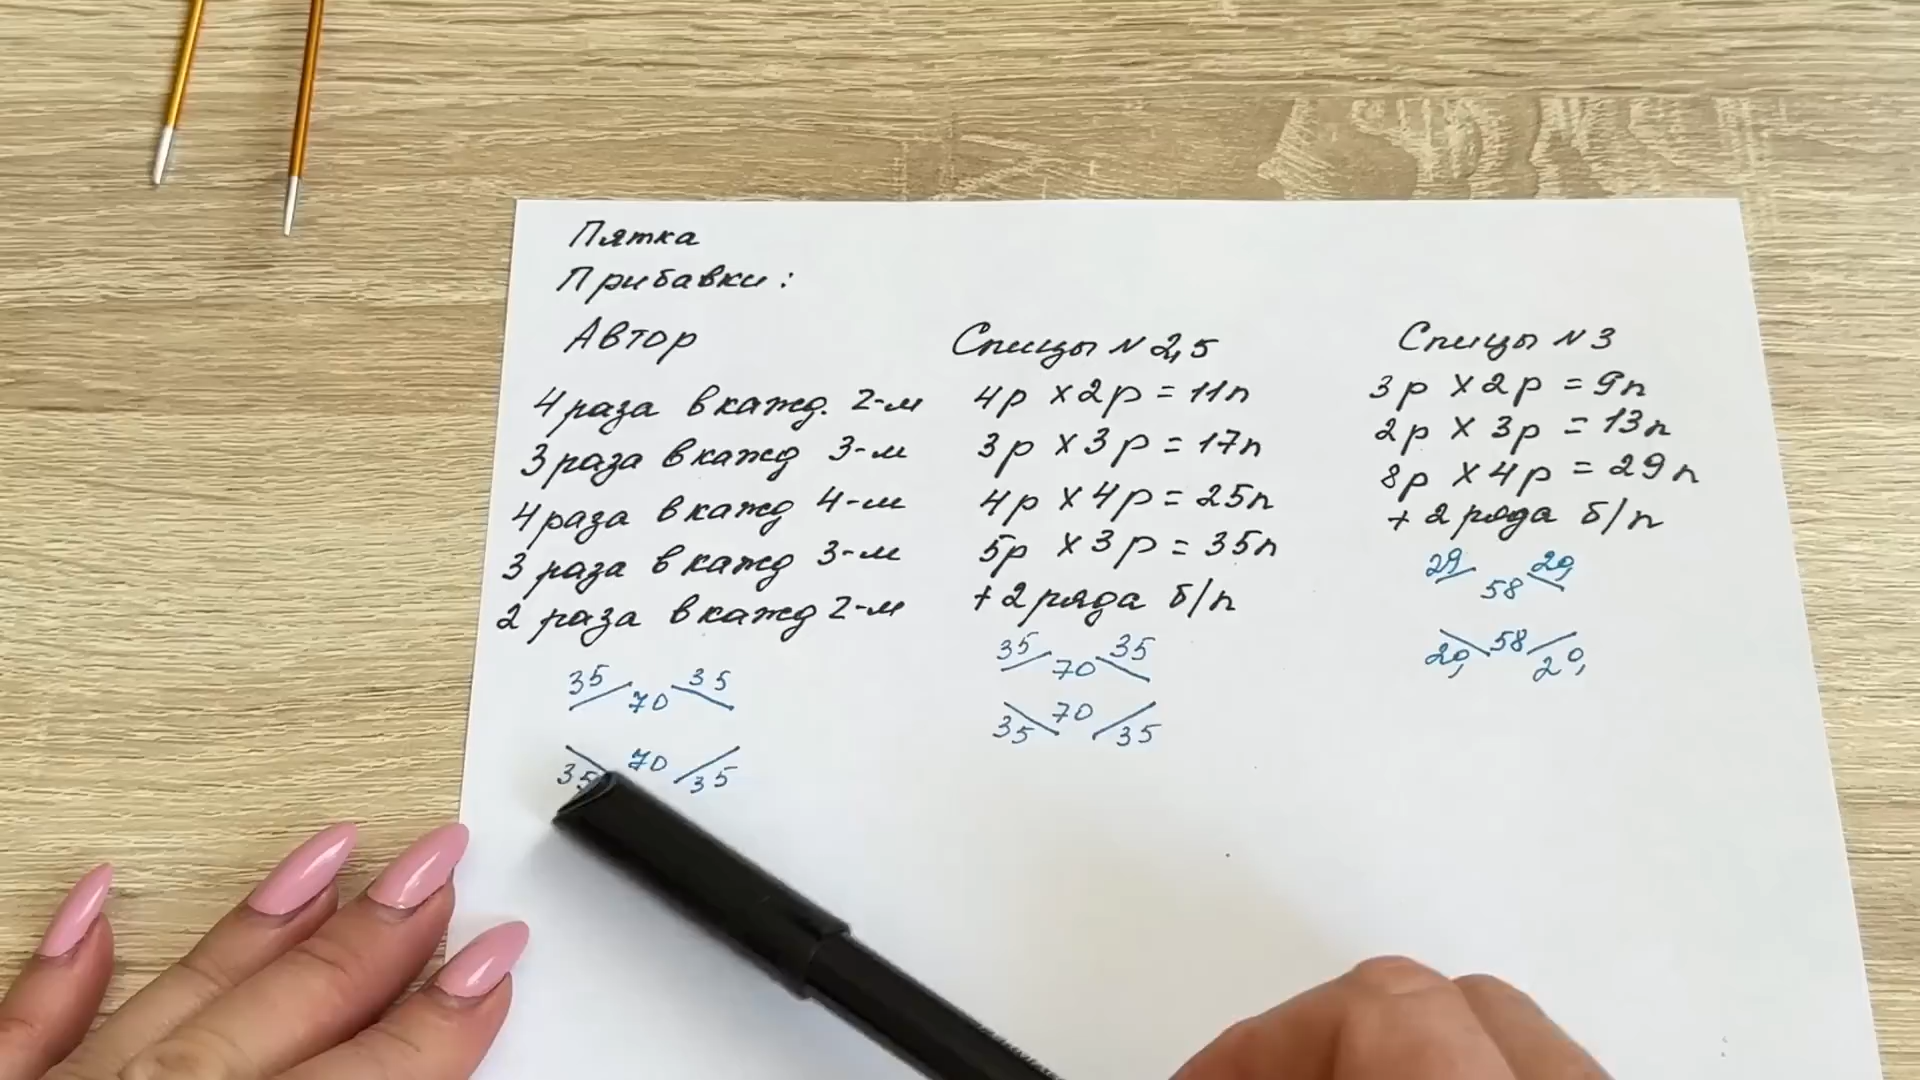 Пятка
Прибавки:
Автор
4 раза в кажд. 2-м
3 раза в кажд 3-м
4 раза в кажд 4-м
3 раза в кажд 3-м
2 раза в кажд 2-м
35 70 35
35 70 35
Спицы N 2,5
4р х 2р = 11п
3р х 3р = 17п
4р х 4р = 25п
5р х 3р = 35п
+ 2 ряда б/п
35 70 35
35 70 35
Спицы N 3
3р х 2р = 9п
2р х 3р = 13п
8р х 4р = 29п
+ 2 ряда б/п
29 58 29
29 58 29